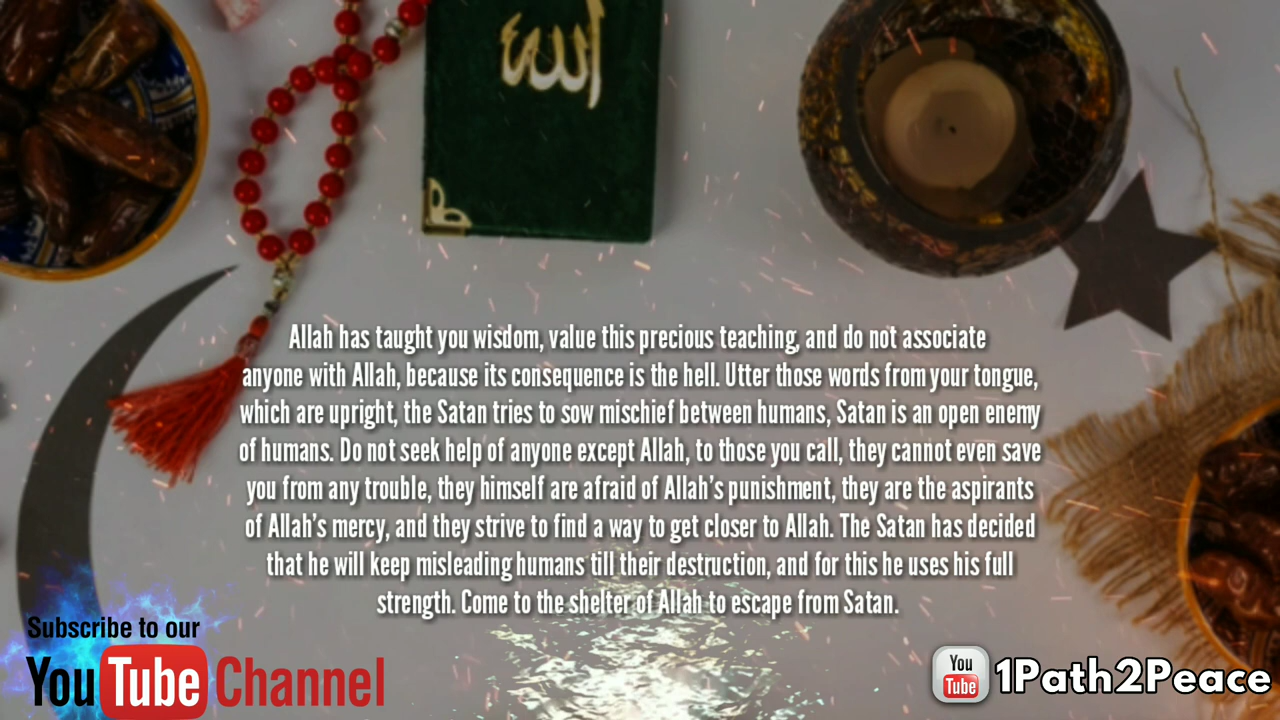 الله
Allah has taught you wisdom, value this precious teaching, and do not associate
anyone with Allah, because its consequence is the hell. Utter those words from your tongue,
which are upright, the Satan tries to sow mischief between humans, Satan is an open enemy
of humans. Do not seek help of anyone except Allah, to those you call, they cannot even save
you from any trouble, they himself are afraid of Allah's punishment, they are the aspirants
of Allah's mercy, and they strive to find a way to get closer to Allah. The Satan has decided
that he will keep misleading humans till their destruction, and for this he uses his full
strength. Come to the shelter of Allah to escape from Satan.
Subscribe to our
YouTube Channel
You
Tube
1Path2Peace